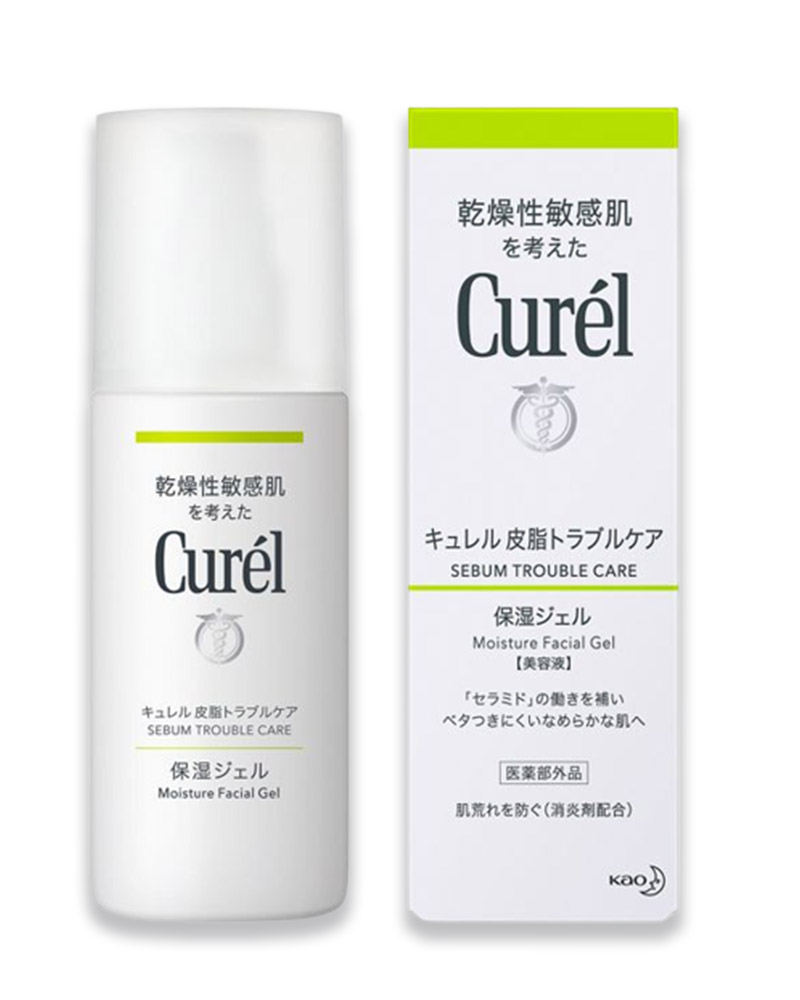 乾燥性敏感肌
を考えた
Curél
キュレル 皮脂トラブルケア
SEBUM TROUBLE CARE
保湿ジェル
Moisture Facial Gel
乾燥性敏感肌
を考えた
Curél
キュレル 皮脂トラブルケア
SEBUM TROUBLE CARE
保湿ジェル
Moisture Facial Gel
【美容液】
「セラミド」の働きを補い
ベタつきにくいなめらかな肌へ
医薬部外品
肌荒れを防ぐ(消炎剤配合)
Kao